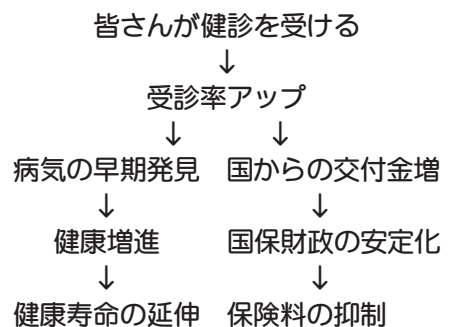 皆さんが健診を受ける
↓
受診率アップ
↓ ↓
病気の早期発見 国からの交付金増
↓ ↓
健康増進 国保財政の安定化
↓ ↓
健康寿命の延伸 保険料の抑制